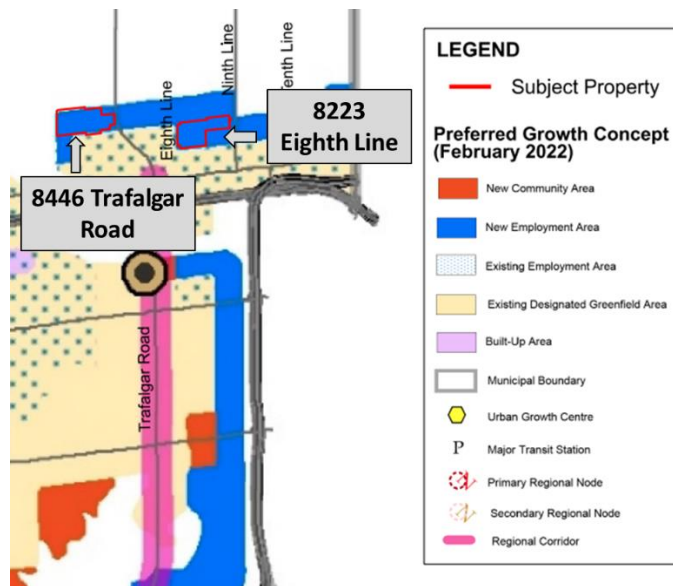 Ninth Line
Tenth Line
Eighth Line
8223
Eighth Line
8446 Trafalgar
Road
Trafalgar Road
LEGEND
Subject Property
Preferred Growth Concept
(February 2022)
New Community Area
New Employment Area
Existing Employment Area
Existing Designated Greenfield Area
Built-Up Area
Municipal Boundary
Urban Growth Centre
P Major Transit Station
Primary Regional Node
Secondary Regional Node
Regional Corridor